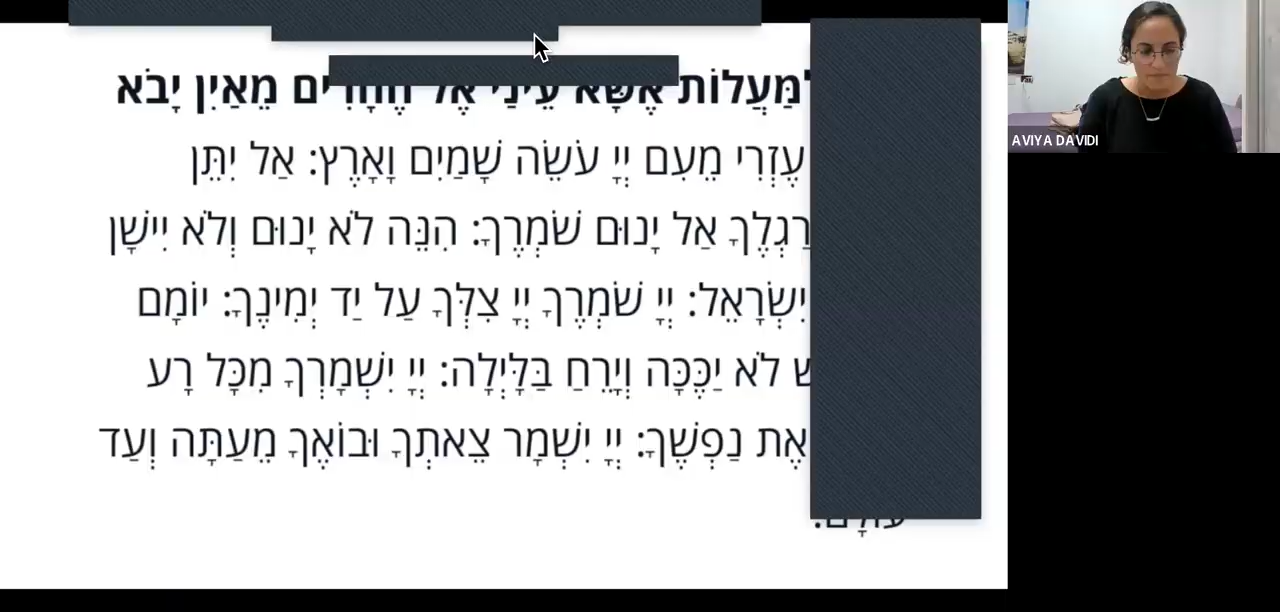 לַמַּעֲלוֹת אֶשָּׂא עֵינַי אֶל הֶהָרִים מֵאַיִן יָבֹא
עֶזְרִי מֵעִם יְיָ עֹשֵׂה שָׁמַיִם וָאָרֶץ: אַל יִתֵּן
רַגְלֶךָ אַל יָנוּם שֹׁמְרֶךָ: הִנֵּה לֹא יָנוּם וְלֹא יִישָׁן
יִשְׂרָאֵל: יְיָ שֹׁמְרֶךָ יְיָ צִלְּךָ עַל יַד יְמִינֶךָ: יוֹמָם
שׁ לֹא יַכֶּכָּה וְיָרֵחַ בַּלָּיְלָה: יְיָ יִשְׁמָרְךָ מִכָּל רָע
אֶת נַפְשֶׁךָ: יְיָ יִשְׁמָר צֵאתְךָ וּבוֹאֶךָ מֵעַתָּה וְעַד
עוֹלָם:
AVIYA DAVIDI